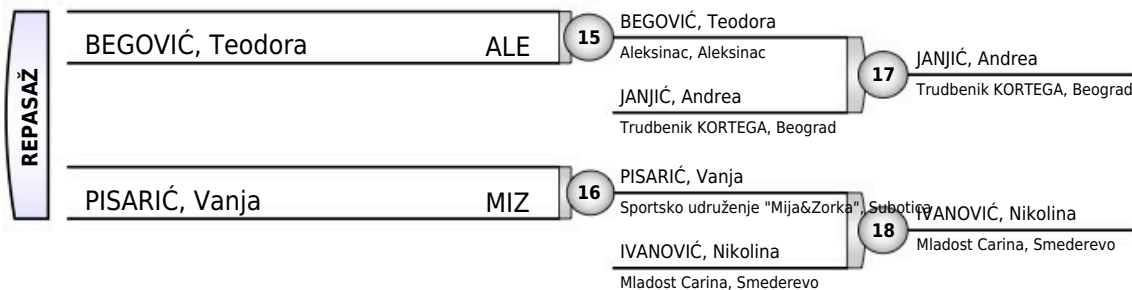 REPASAŽ
BEGOVIĆ, Teodora ALE
15
BEGOVIĆ, Teodora
Aleksinac, Aleksinac
JANJIĆ, Andrea
Trudbenik KORTEGA, Beograd
17
JANJIĆ, Andrea
Trudbenik KORTEGA, Beograd
PISARIĆ, Vanja MIZ
16
PISARIĆ, Vanja
Sportsko udruženje "Mija&Zorka", Subotica
IVANOVIĆ, Nikolina
Mladost Carina, Smederevo
18
IVANOVIĆ, Nikolina
Mladost Carina, Smederevo